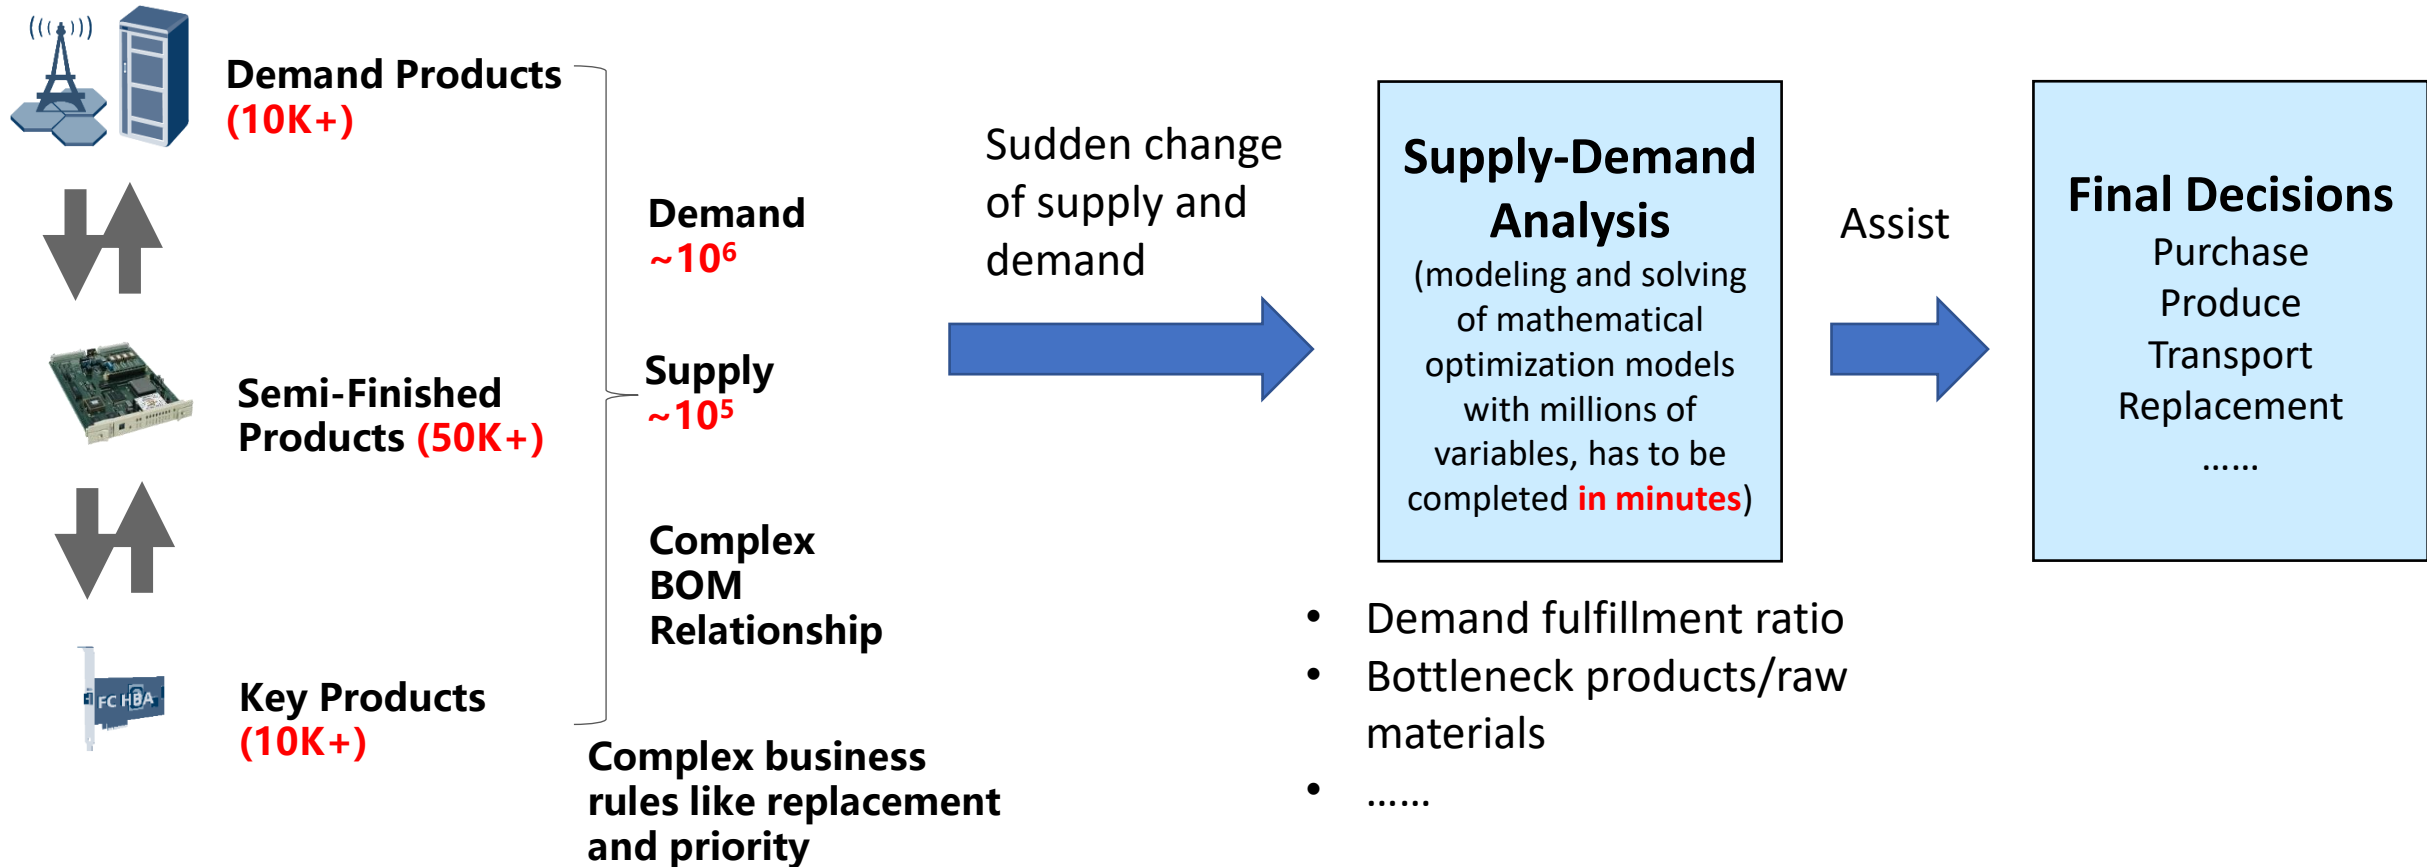 Demand Products
(10K+)
Semi-Finished
Products (50K+)
FC HBA
Key Products
(10K+)
Demand
~10⁶
Supply
~10⁵
Complex
BOM
Relationship
Complex business
rules like replacement
and priority
Sudden change
of supply and
demand
Supply-Demand
Analysis
(modeling and solving
of mathematical
optimization models
with millions of
variables, has to be
completed in minutes)
• Demand fulfillment ratio
• Bottleneck products/raw
materials
• ......
Assist
Final Decisions
Purchase
Produce
Transport
Replacement
......